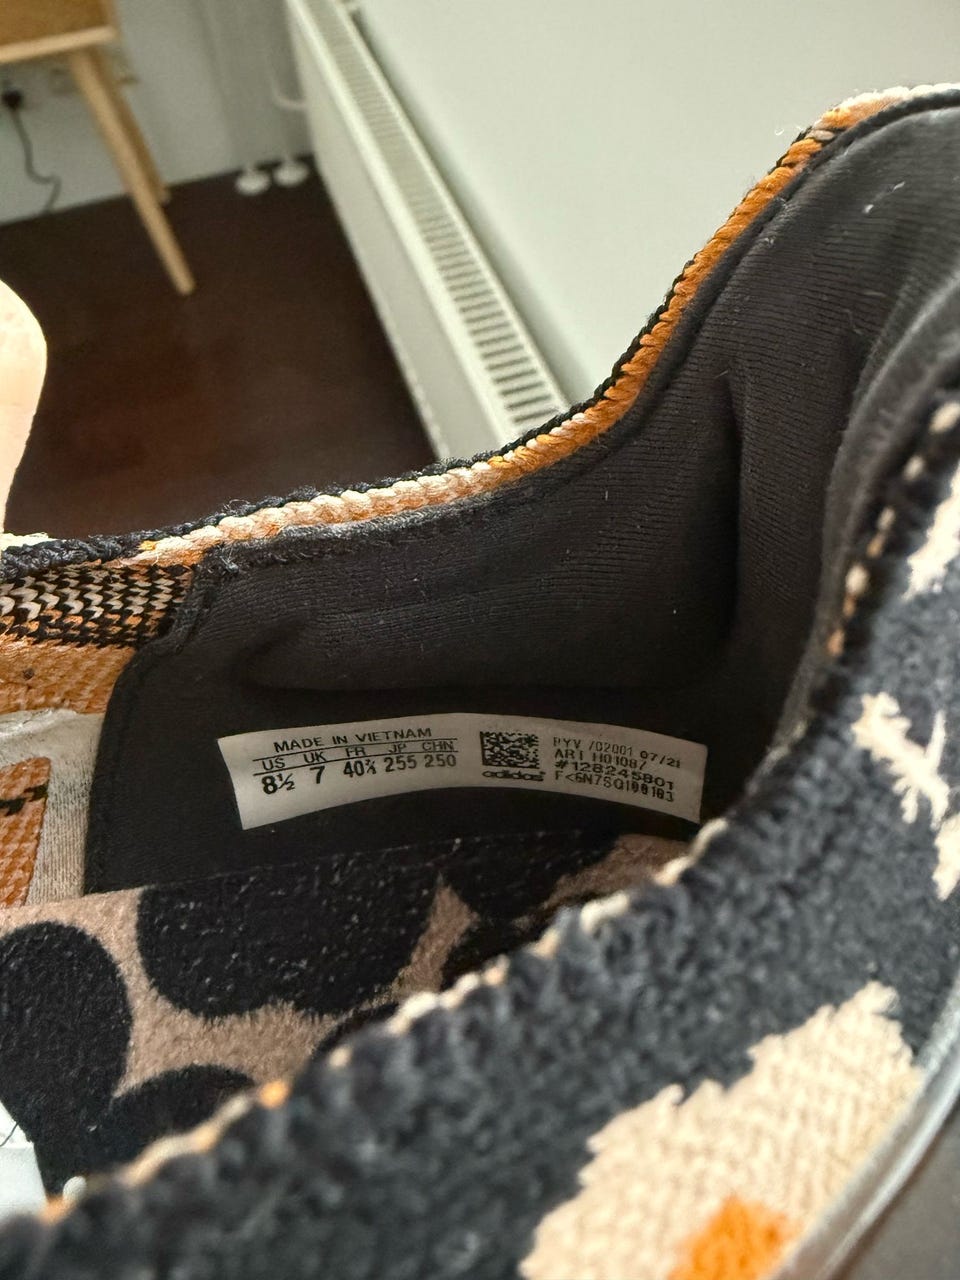 MADE IN VIETNAM
US UK FR JP CHN
8½ 7 40⅔ 255 250
adidas
PYV 702001 07/21
ART H01087
#128245801